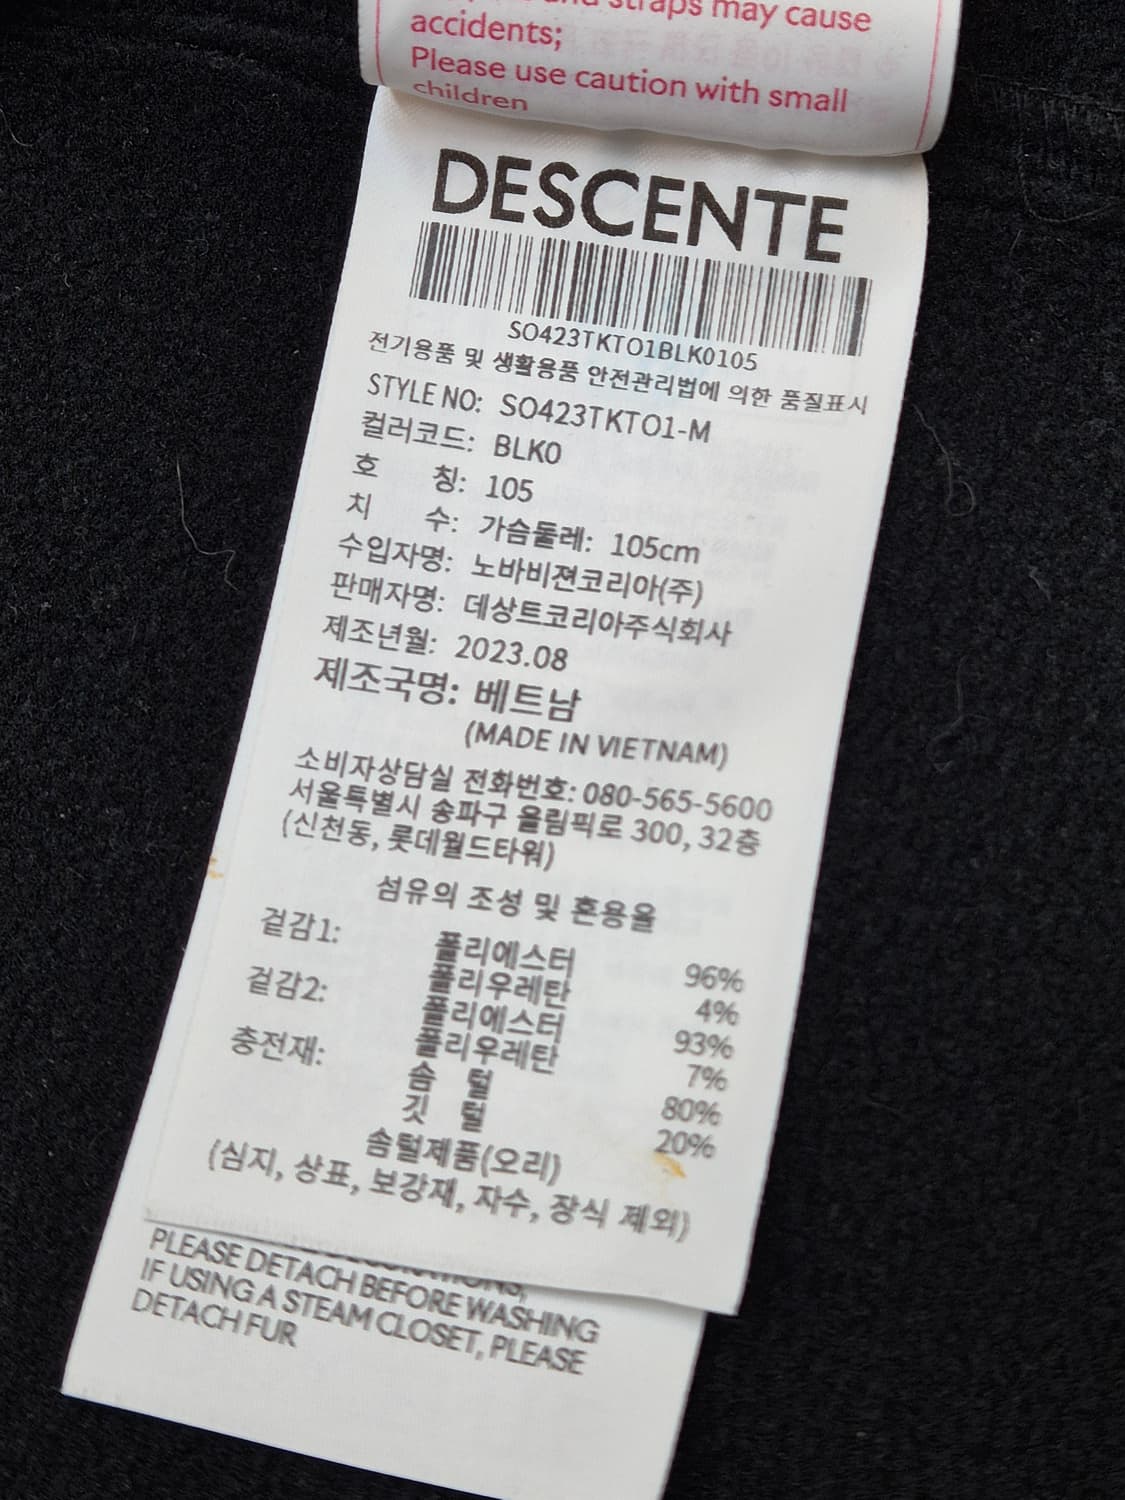 and straps may cause
accidents;
Please use caution with small
children
DESCENTE
SO423TKTO1BLK0105
전기용품 및 생활용품 안전관리법에 의한 품질표시
STYLE NO: SO423TKTO1-M
컬러코드: BLK0
호 칭: 105
치 수: 가슴둘레: 105cm
수입자명: 노바비젼코리아(주)
판매자명: 데상트코리아주식회사
제조년월: 2023.08
제조국명: 베트남
(MADE IN VIETNAM)
소비자상담실 전화번호: 080-565-5600
서울특별시 송파구 올림픽로 300, 32층
(신천동, 롯데월드타워)
섬유의 조성 및 혼용율
겉감1: 폴리에스터 96%
폴리우레탄 4%
겉감2: 폴리에스터 93%
폴리우레탄 7%
충전재: 솜 털 80%
깃 털 20%
솜털제품(오리)
(심지, 상표, 보강재, 자수, 장식 제외)
PLEASE DETACH BEFORE WASHING
IF USING A STEAM CLOSET, PLEASE
DETACH FUR